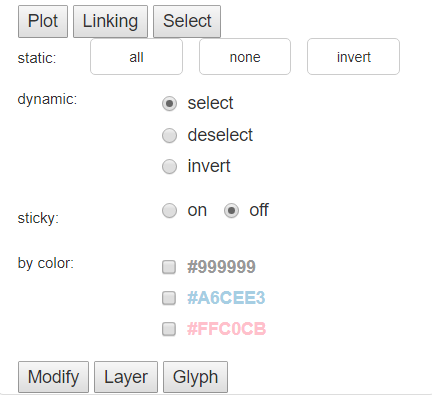 Plot Linking Select
static: all none invert
dynamic: select
deselect
invert
sticky: on off
by color: #999999
#A6CEE3
#FFC0CB
Modify Layer Glyph